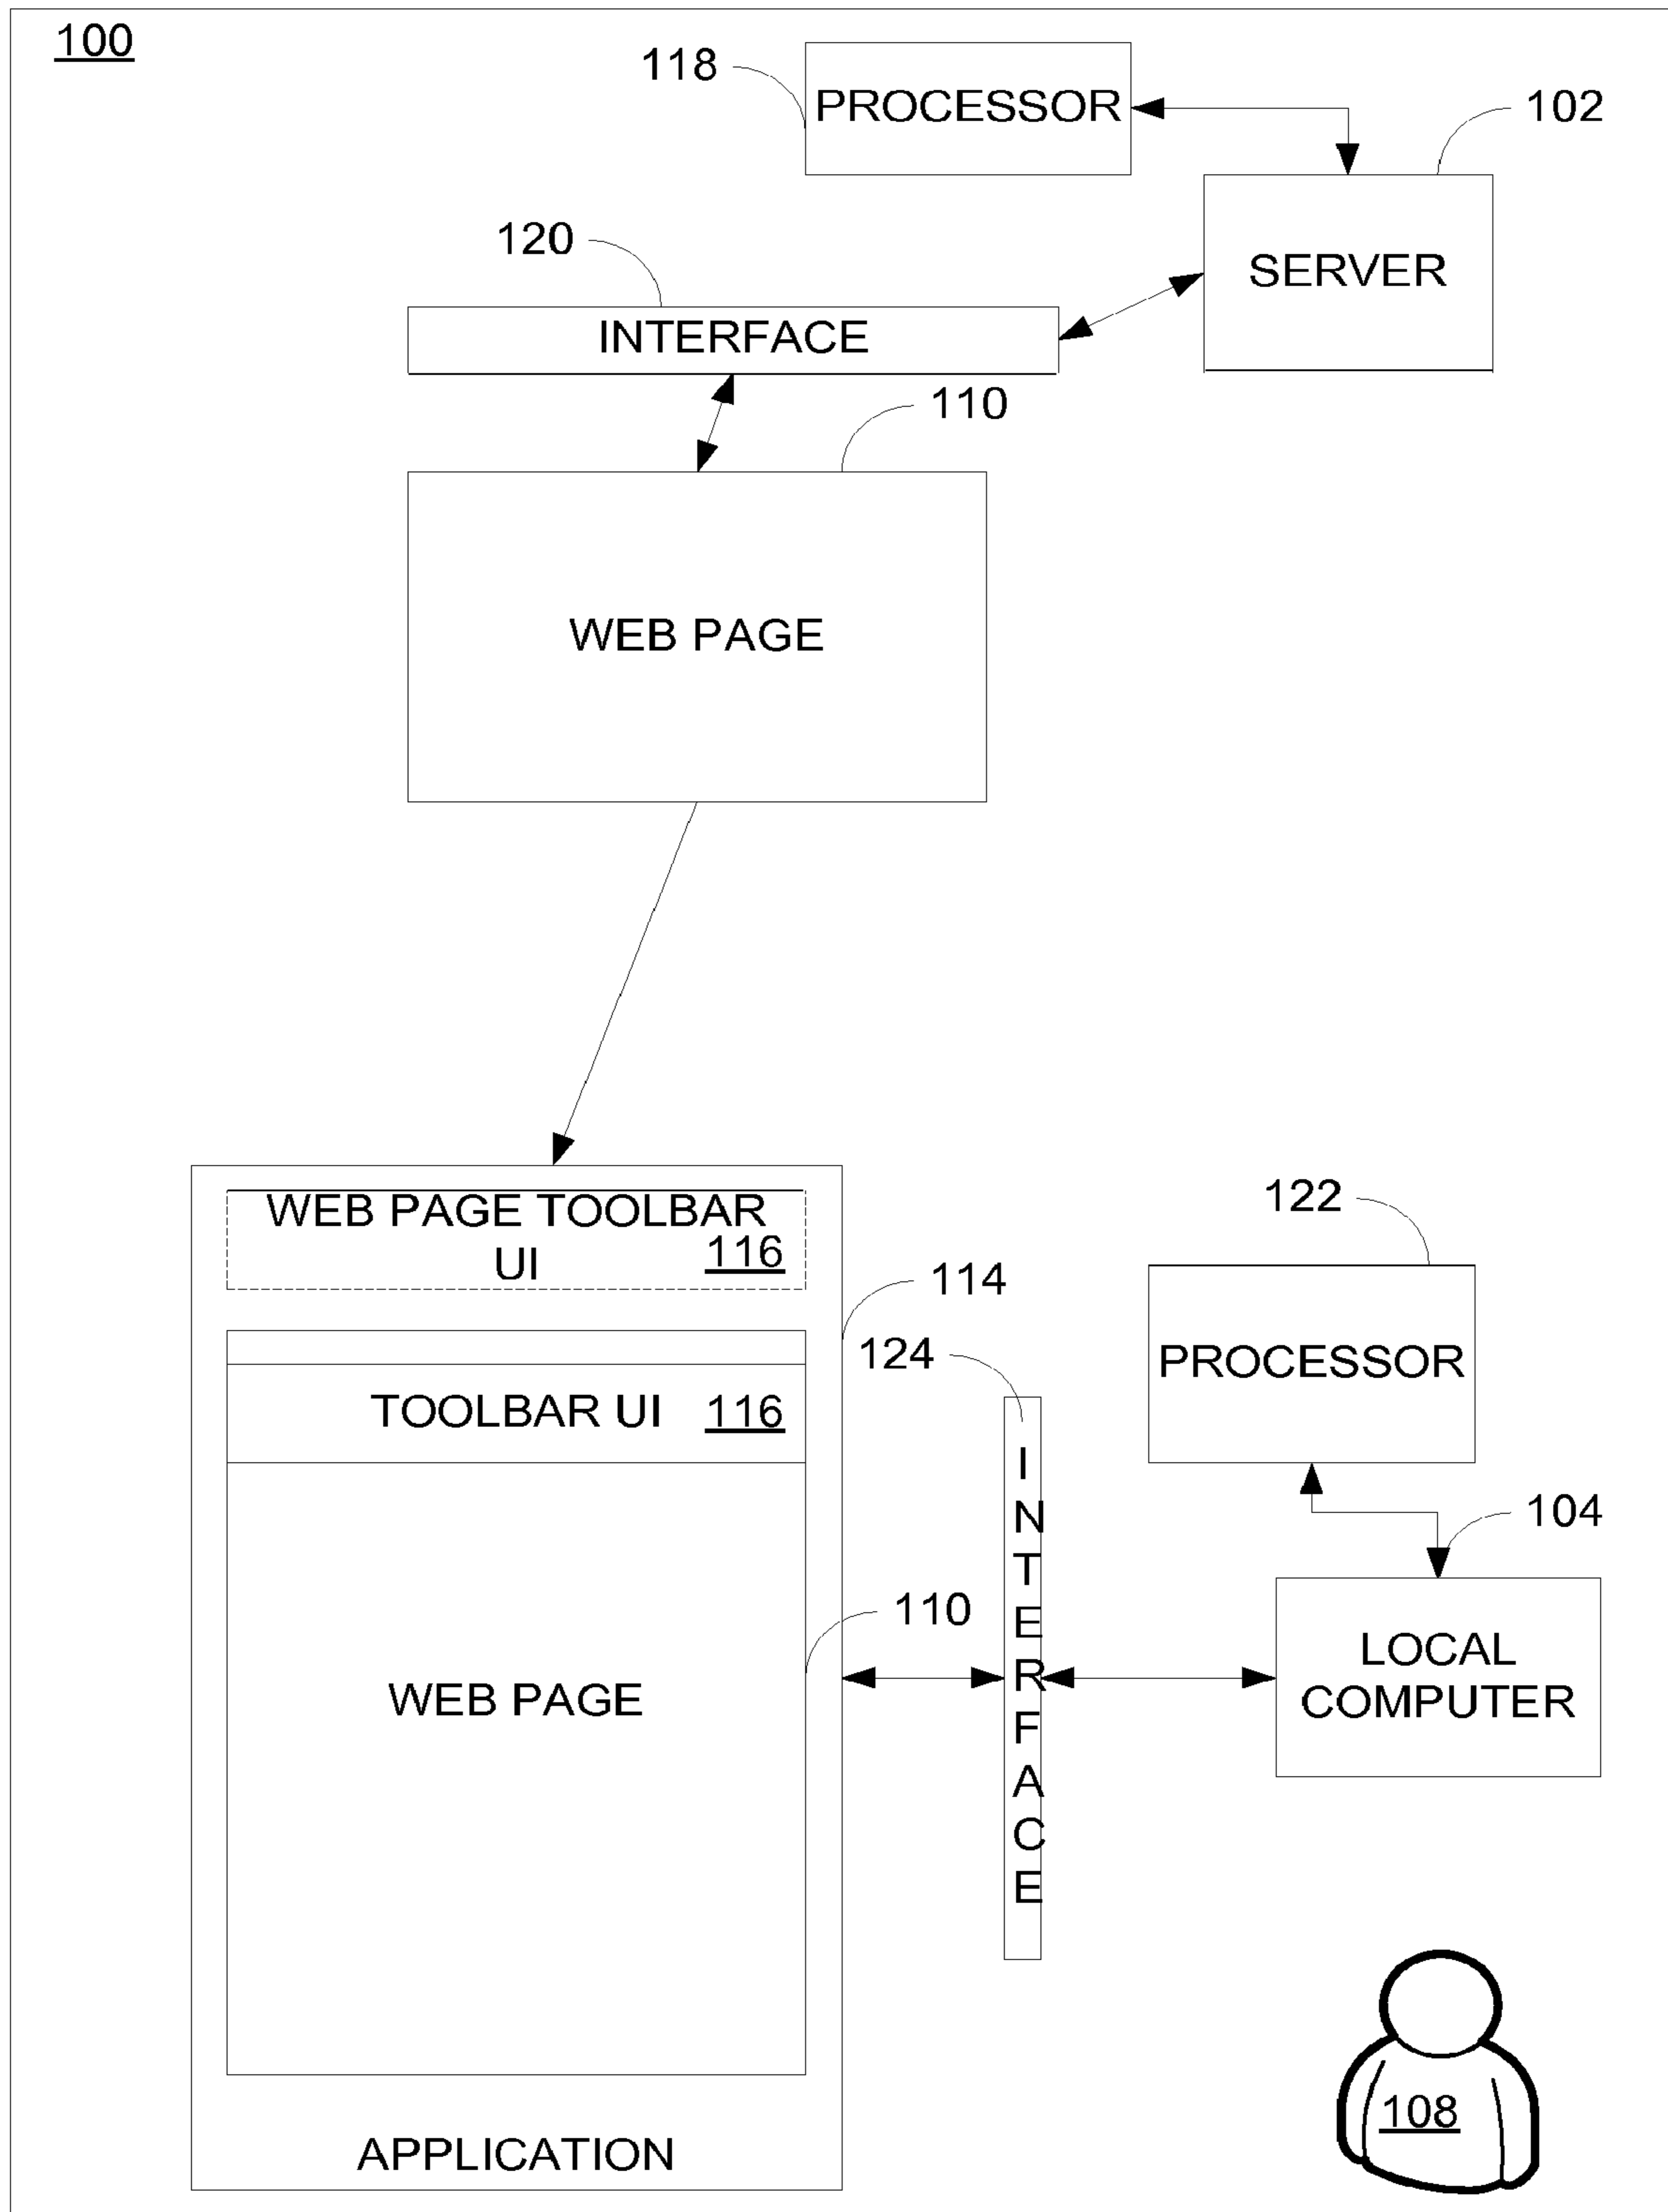 100
118
PROCESSOR
102
120
SERVER
INTERFACE
110
WEB PAGE
WEB PAGE TOOLBAR
UI 116
122
114
124
PROCESSOR
TOOLBAR UI 116
INTERFACE
104
110
LOCAL
COMPUTER
WEB PAGE
108
APPLICATION